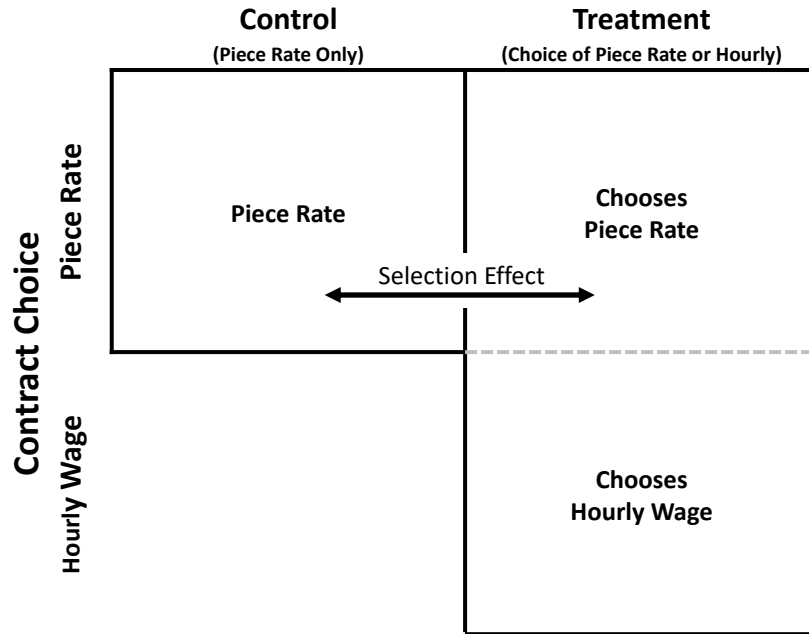 Control
(Piece Rate Only)
Treatment
(Choice of Piece Rate or Hourly)
Contract Choice
Piece Rate
Piece Rate
Chooses
Piece Rate
Selection Effect
Hourly Wage
Chooses
Hourly Wage